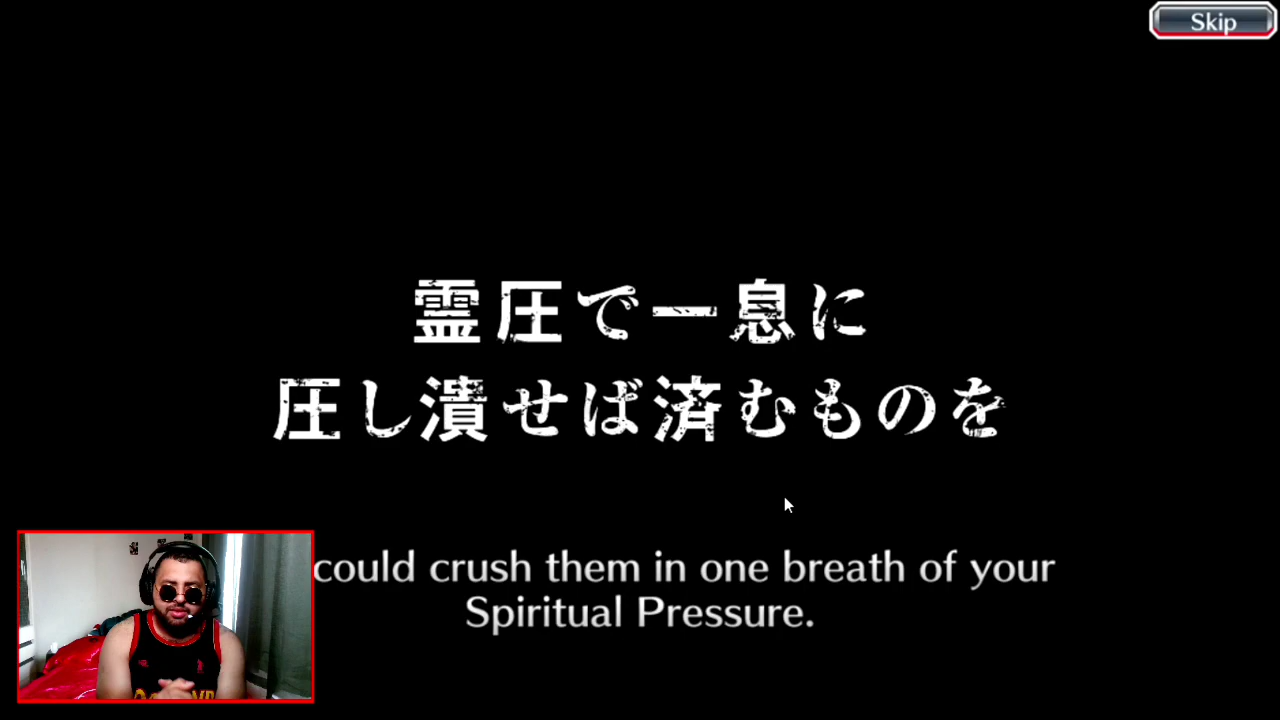 Skip
霊圧で一息に
圧し潰せば済むものを
could crush them in one breath of your
Spiritual Pressure.